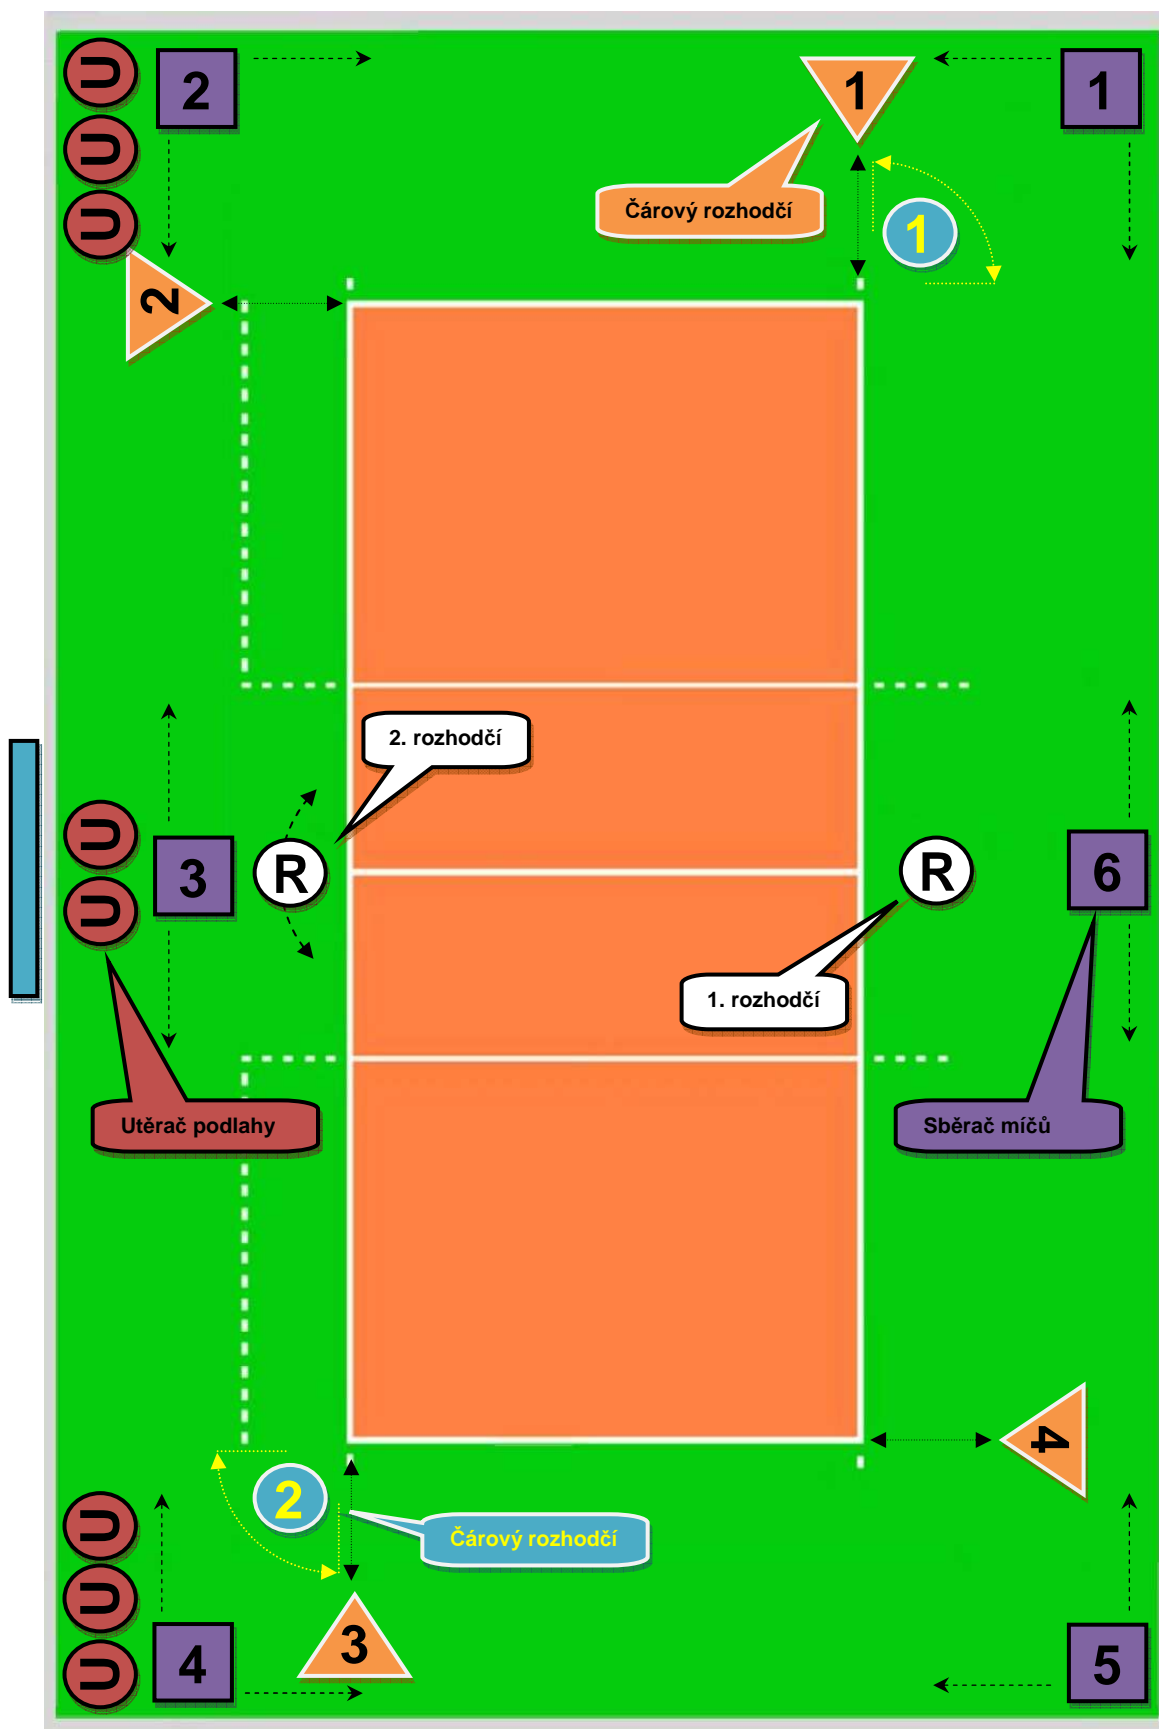 U
2
1
1
U
Čárový rozhodčí
U
1
2
2. rozhodčí
U
3
R
R
6
U
1. rozhodčí
Utěrač podlahy
Sběrač míčů
4
2
U
Čárový rozhodčí
U
3
4
5
U